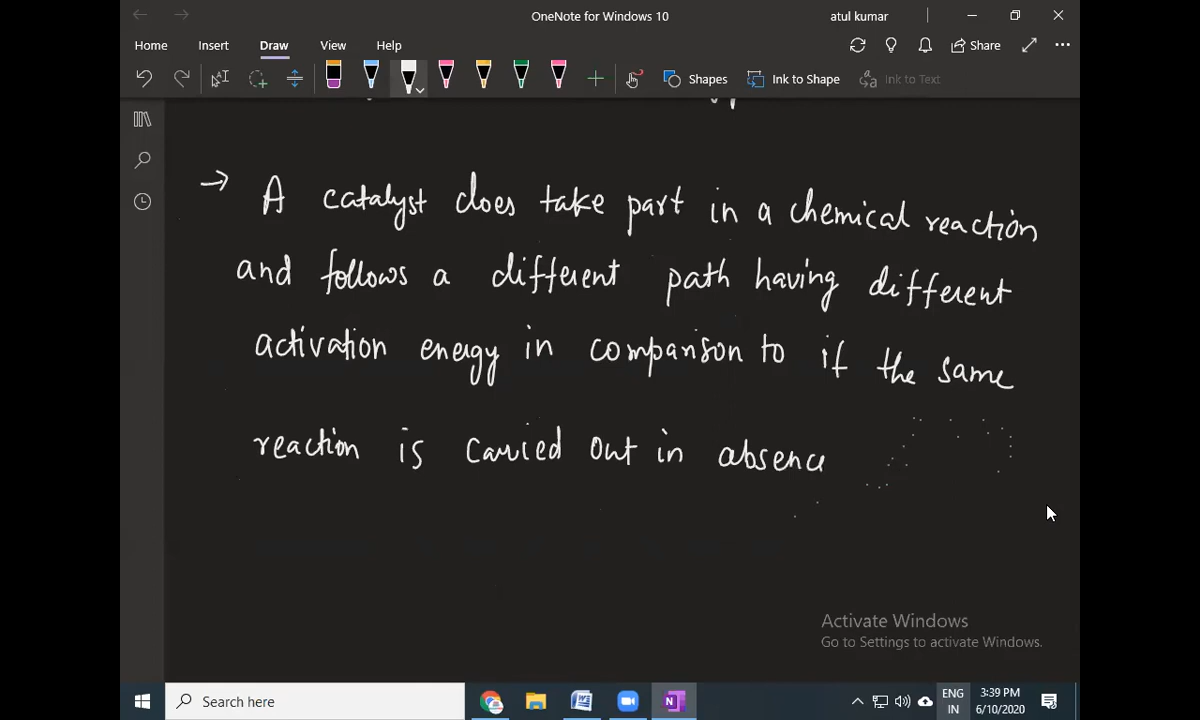 OneNote for Windows 10
atul kumar
Home Insert Draw View Help
Share
Shapes
Ink to Shape
Ink to Text
→ A catalyst does take part in a chemical reaction
and follows a different path having different
activation energy in comparison to if the same
reaction is carried out in absence
Activate Windows
Go to Settings to activate Windows.
Search here
ENG
IN
3:39 PM
6/10/2020